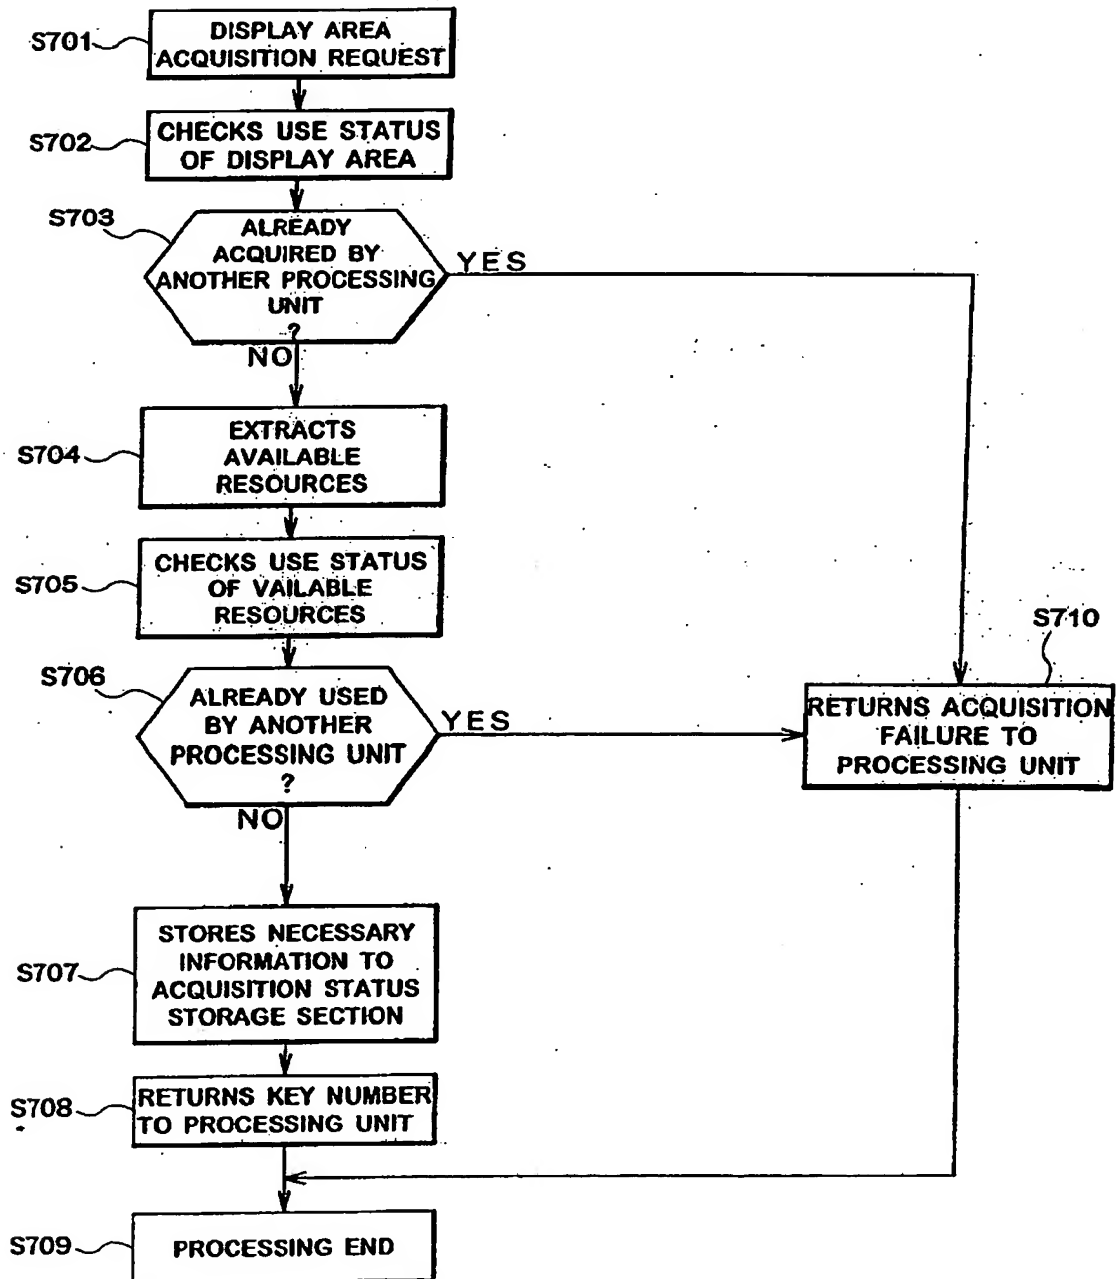 S701
DISPLAY AREA
ACQUISITION REQUEST
S702
CHECKS USE STATUS
OF DISPLAY AREA
S703
ALREADY
ACQUIRED BY
ANOTHER PROCESSING
UNIT
?
YES
NO
S704
EXTRACTS
AVAILABLE
RESOURCES
S705
CHECKS USE STATUS
OF VAILABLE
RESOURCES
S706
ALREADY USED
BY ANOTHER
PROCESSING UNIT
?
YES
NO
S710
RETURNS ACQUISITION
FAILURE TO
PROCESSING UNIT
S707
STORES NECESSARY
INFORMATION TO
ACQUISITION STATUS
STORAGE SECTION
S708
RETURNS KEY NUMBER
TO PROCESSING UNIT
S709
PROCESSING END